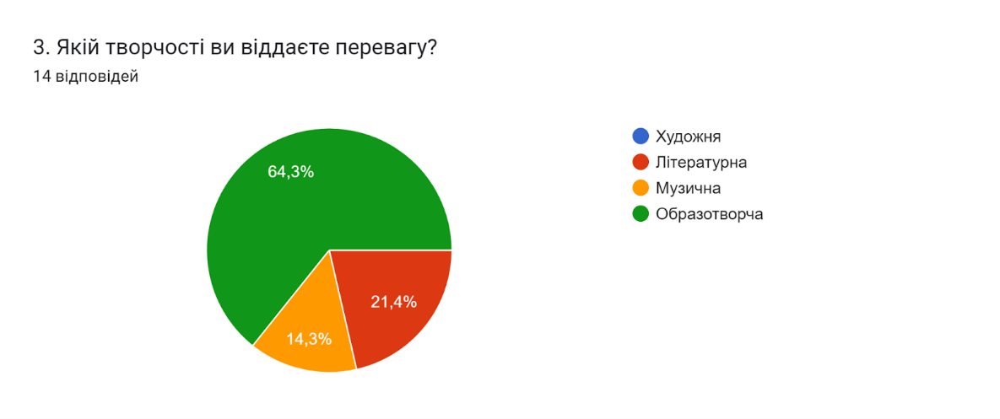 3. Якій творчості ви віддаєте перевагу?
14 відповідей
64,3%
21,4%
14,3%
Художня
Літературна
Музична
Образотворча